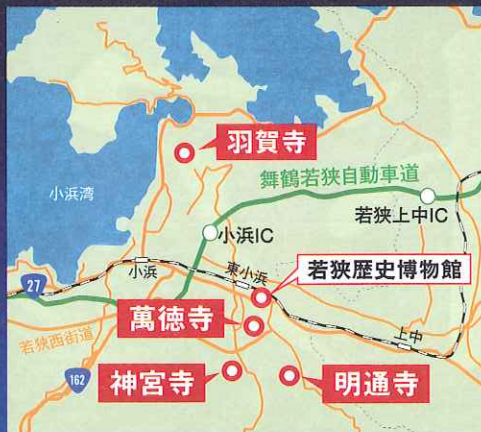 羽賀寺
舞鶴若狭自動車道
小浜湾
若狭上中IC
小浜IC
小浜
東小浜
若狭歴史博物館
27
萬徳寺
若狭西街道
上中
162
神宮寺
明通寺